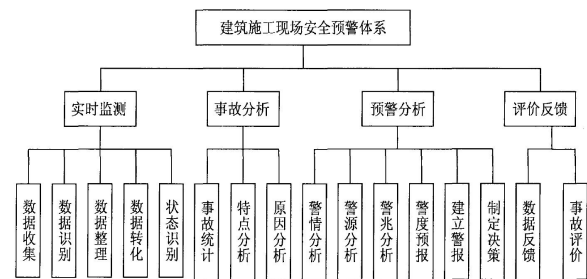 建筑施工现场安全预警体系
实时监测
事故分析
预警分析
评价反馈
数据收集
数据识别
数据整理
数据转化
状态识别
事故统计
特点分析
原因分析
警情分析
警源分析
警兆分析
警度预报
建立警报
制定决策
数据反馈
事故评价